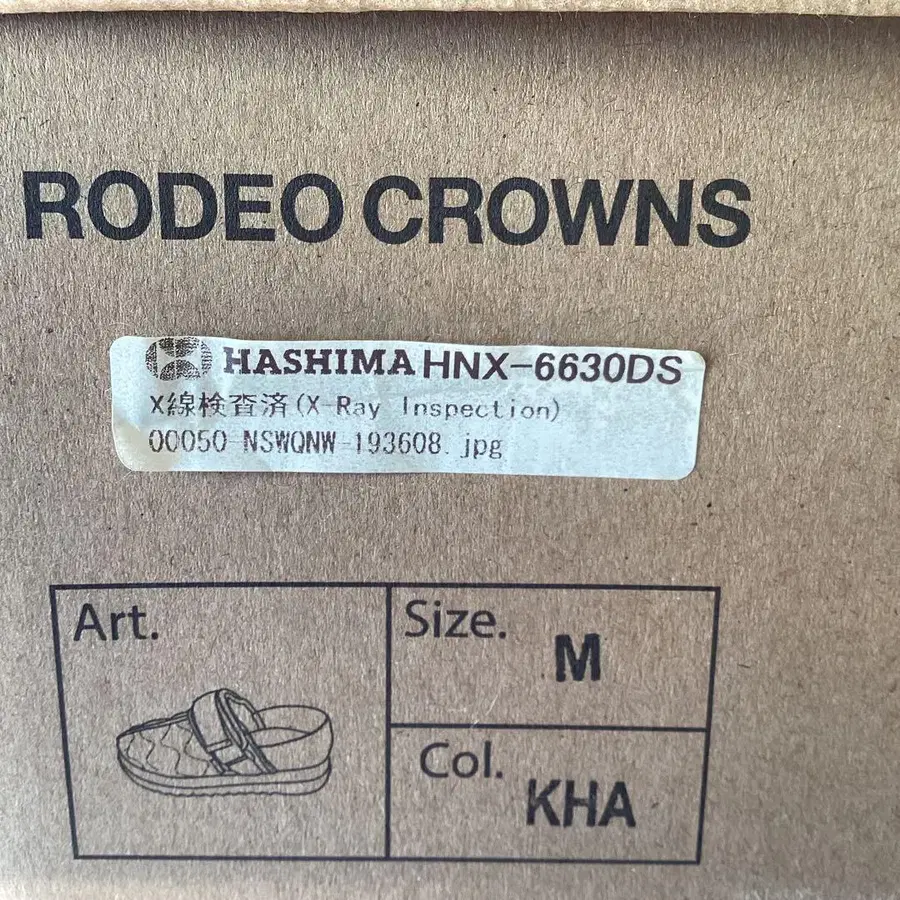 RODEO CROWNS
HASHIMA HNX-6630DS
X線検査済(X-Ray Inspection)
00050-NSWQNW-193608.jpg
Art.
Size.
M
Col.
KHA